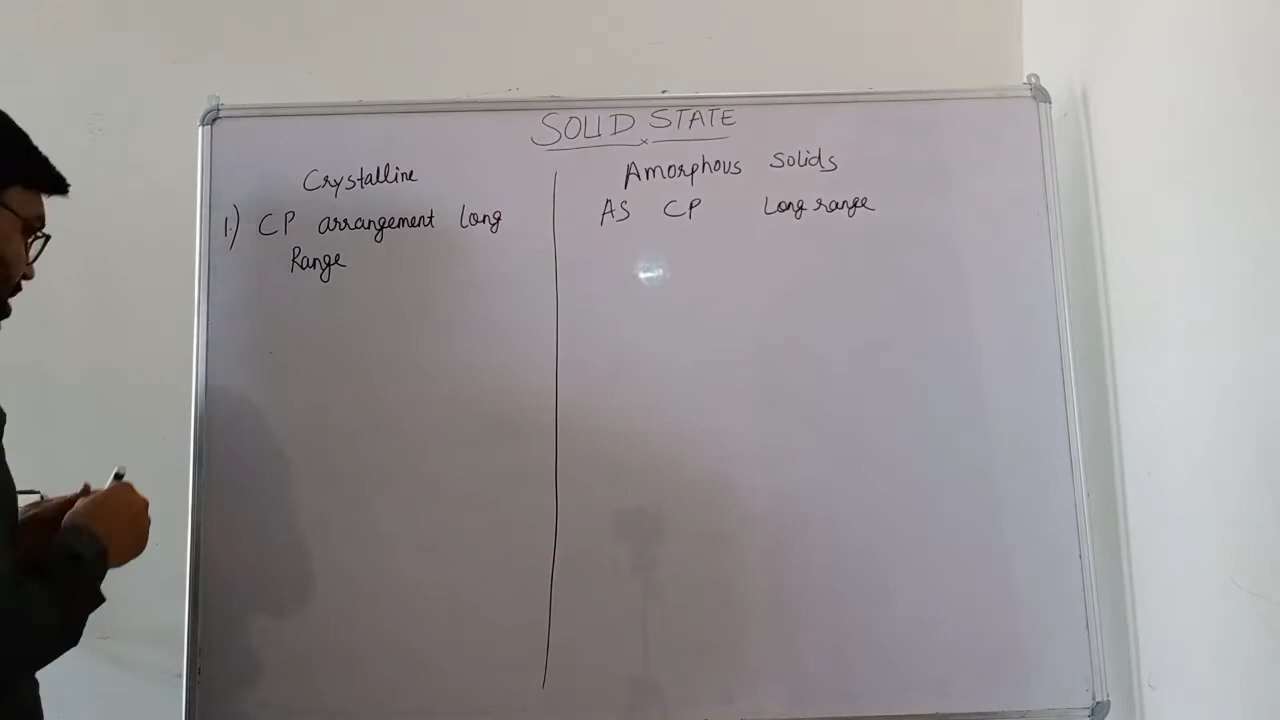 SOLID STATE
Crystalline
1.) CP arrangement Long
Range
Amorphous Solids
AS CP Long range